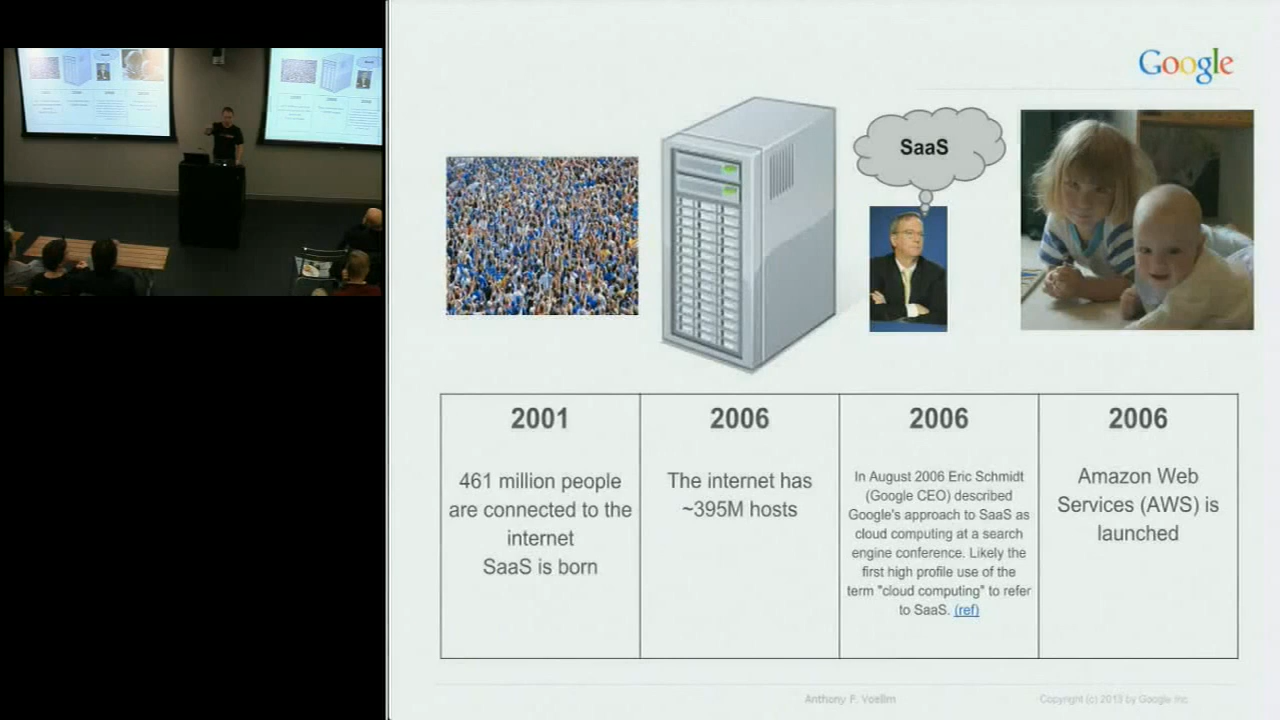 Google
SaaS
2001
461 million people
are connected to the
internet
SaaS is born
2006
The internet has
~395M hosts
2006
In August 2006 Eric Schmidt
(Google CEO) described
Google's approach to SaaS as
cloud computing at a search
engine conference. Likely the
first high profile use of the
term "cloud computing" to refer
to SaaS. (ref)
2006
Amazon Web
Services (AWS) is
launched
Anthony F. Voellm
Copyright (c) 2013 by Google Inc